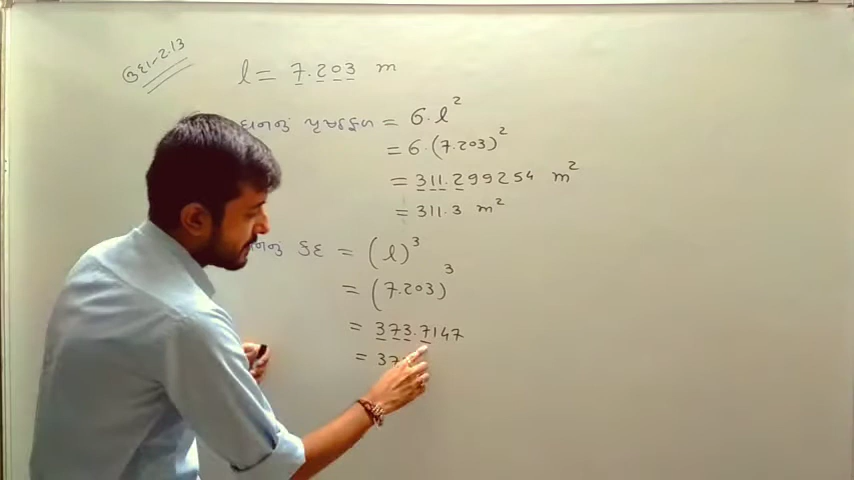 ઉદા-2.13
l = 7.203 m
ઘનનું પૃષ્ઠફળ = 6·l²
= 6·(7.203)²
= 311.299254 m²
= 311.3 m²
ઘનનું કદ = (l)³
= (7.203)³
= 373.7147
= 37